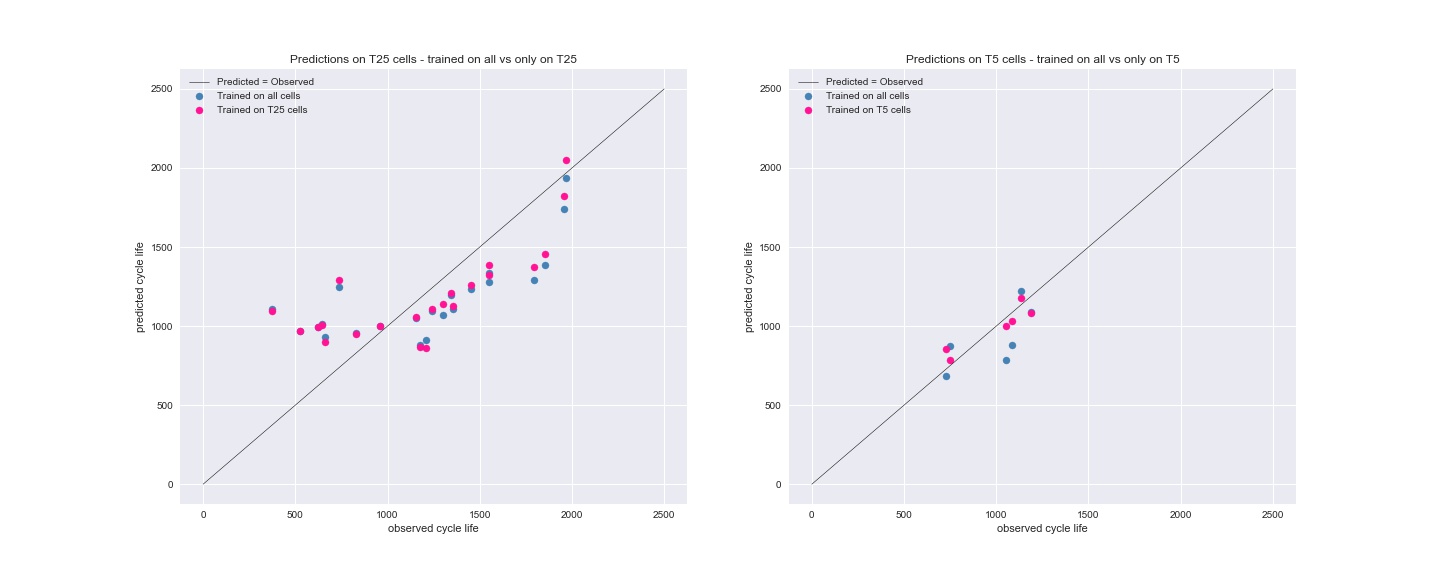 Predictions on T25 cells - trained on all vs only on T25
Predicted = Observed
Trained on all cells
Trained on T25 cells
2500
2000
1500
1000
500
0
predicted cycle life
0 500 1000 1500 2000 2500
observed cycle life
Predictions on T5 cells - trained on all vs only on T5
Predicted = Observed
Trained on all cells
Trained on T5 cells
2500
2000
1500
1000
500
0
predicted cycle life
0 500 1000 1500 2000 2500
observed cycle life